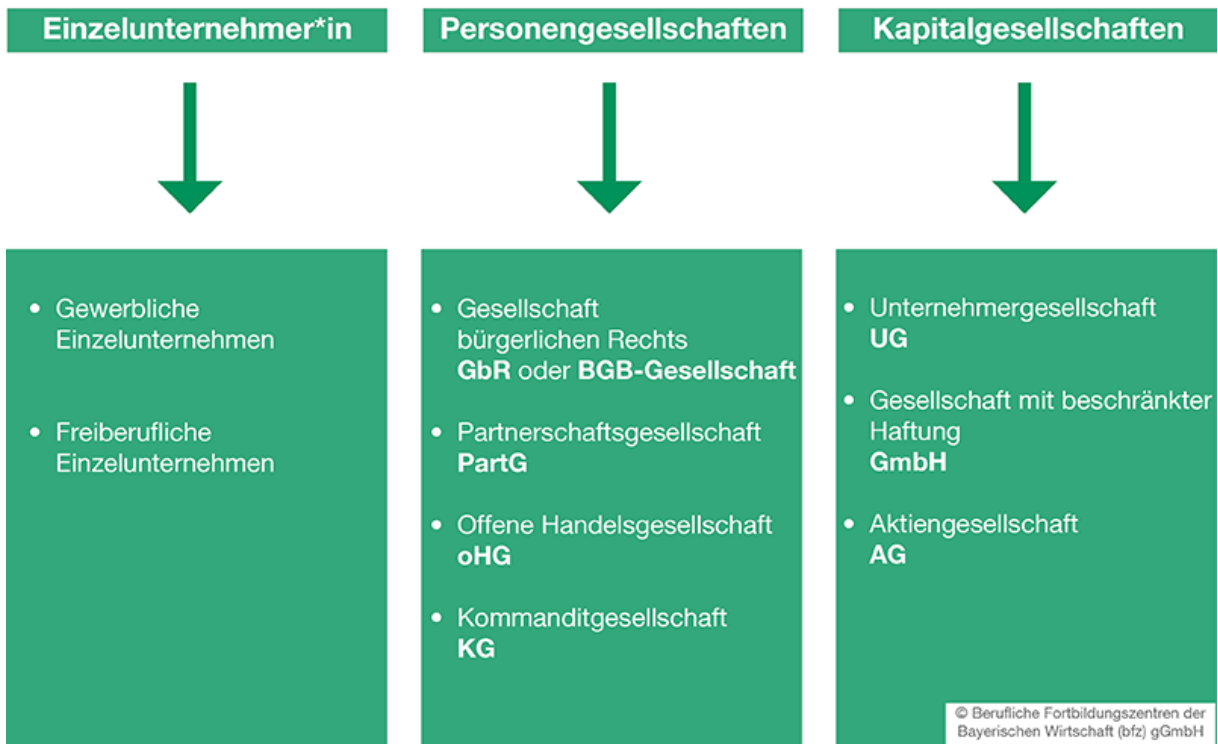 Einzelunternehmer*in
Personengesellschaften
Kapitalgesellschaften
• Gewerbliche
Einzelunternehmen
• Freiberufliche
Einzelunternehmen
• Gesellschaft
bürgerlichen Rechts
GbR oder BGB-Gesellschaft
• Partnerschaftsgesellschaft
PartG
• Offene Handelsgesellschaft
oHG
• Kommanditgesellschaft
KG
• Unternehmergesellschaft
UG
• Gesellschaft mit beschränkter
Haftung
GmbH
• Aktiengesellschaft
AG
© Berufliche Fortbildungszentren der
Bayerischen Wirtschaft (bfz) gGmbH